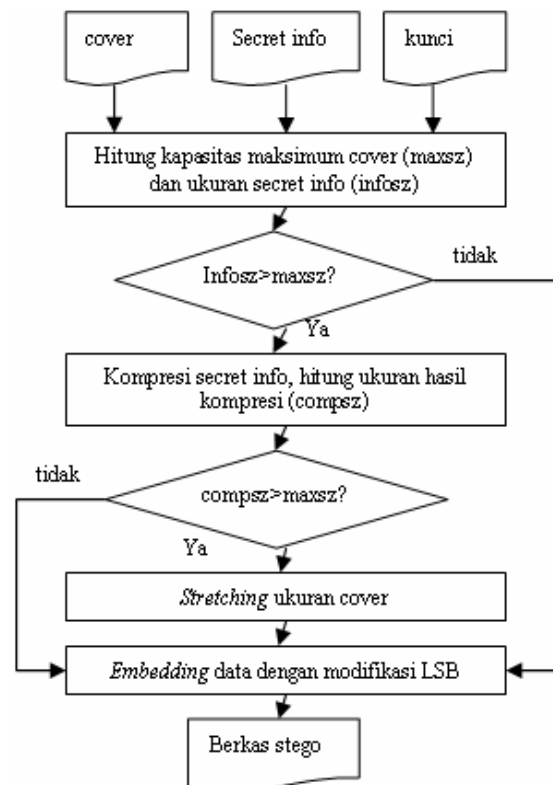 cover
Secret info
kunci
Hitung kapasitas maksimum cover (maxsz)
dan ukuran secret info (infosz)
Infosz>maxsz?
tidak
Ya
Kompresi secret info, hitung ukuran hasil
kompresi (compsz)
tidak
compsz>maxsz?
Ya
Stretching ukuran cover
Embedding data dengan modifikasi LSB
Berkas stego